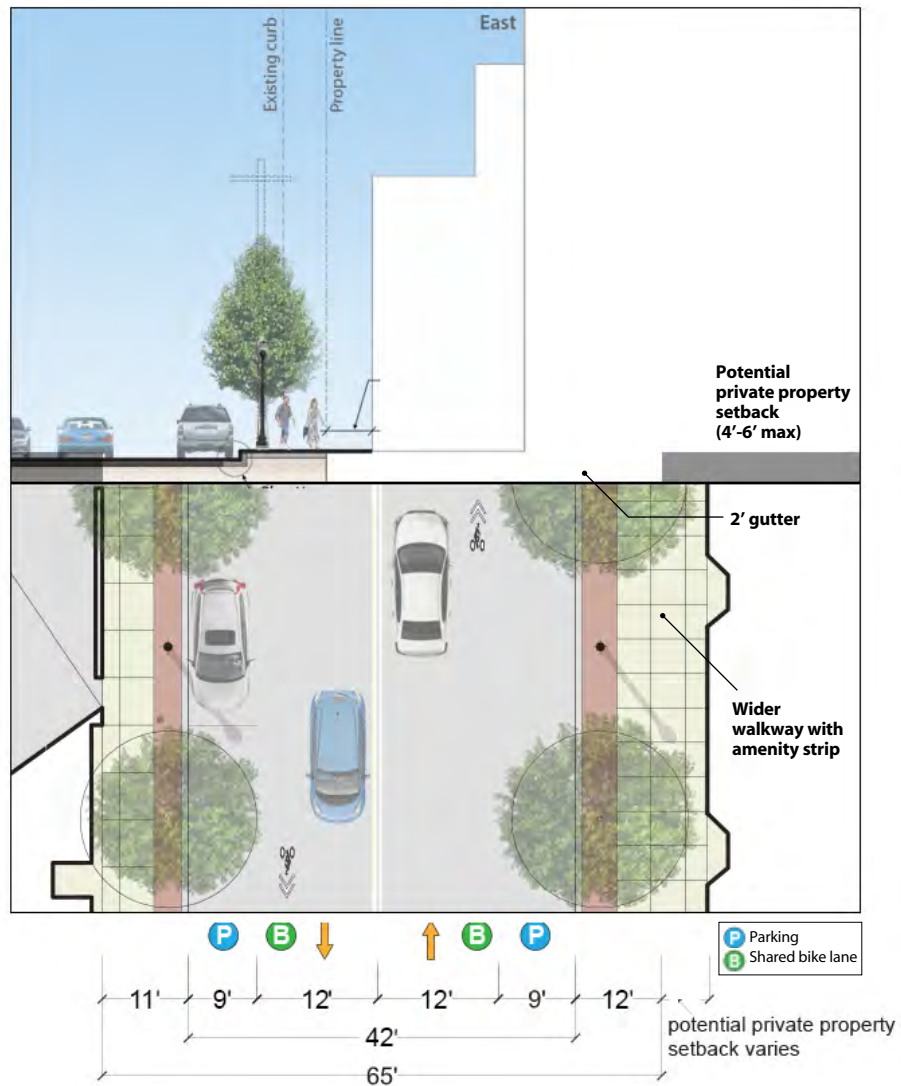 East
Existing curb
Property line
Potential
private property
setback
(4'-6' max)
2' gutter
Wider
walkway with
amenity strip
P B B P
P Parking
B Shared bike lane
11' 9' 12' 12' 9' 12'
potential private property
setback varies
42'
65'